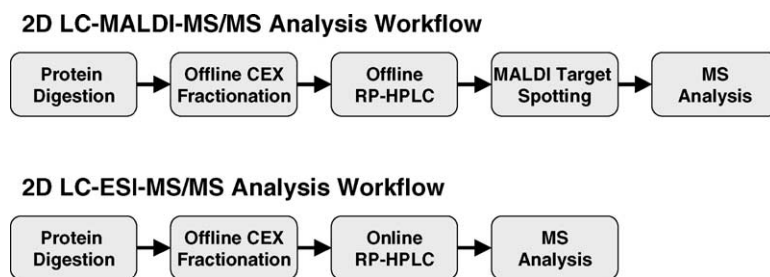 2D LC-MALDI-MS/MS Analysis Workflow
Protein
Digestion
Offline CEX
Fractionation
Offline
RP-HPLC
MALDI Target
Spotting
MS
Analysis
2D LC-ESI-MS/MS Analysis Workflow
Protein
Digestion
Offline CEX
Fractionation
Online
RP-HPLC
MS
Analysis